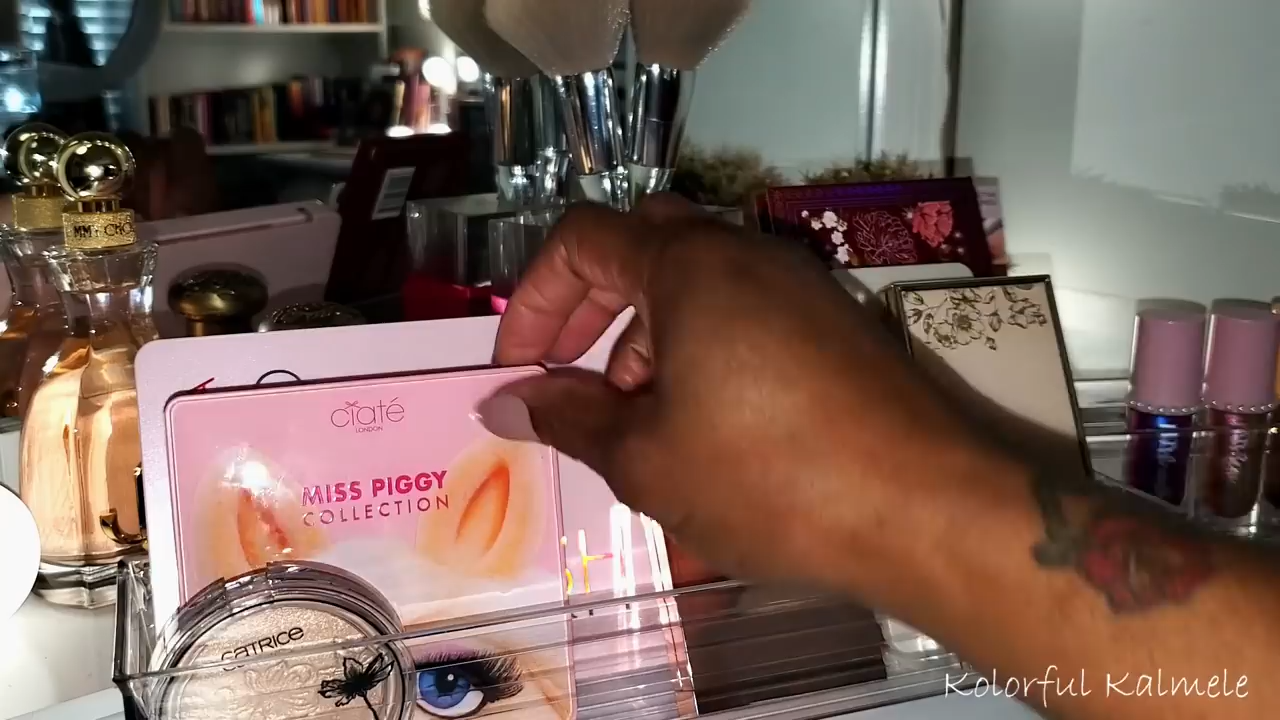 ciaté
LONDON
MISS PIGGY
COLLECTION
CATRICE
Kolorful Kalmele